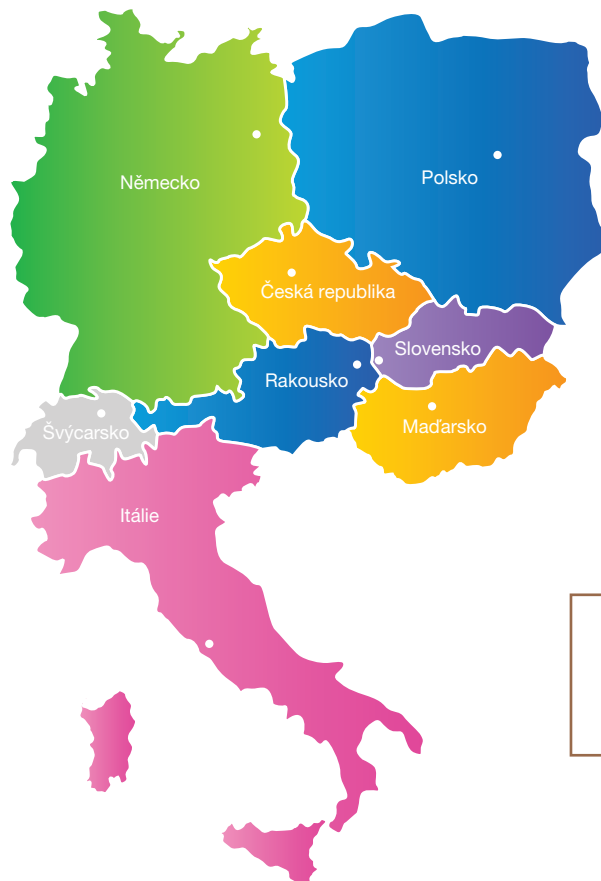 Německo
Polsko
Česká republika
Slovensko
Rakousko
Maďarsko
Švýcarsko
Itálie